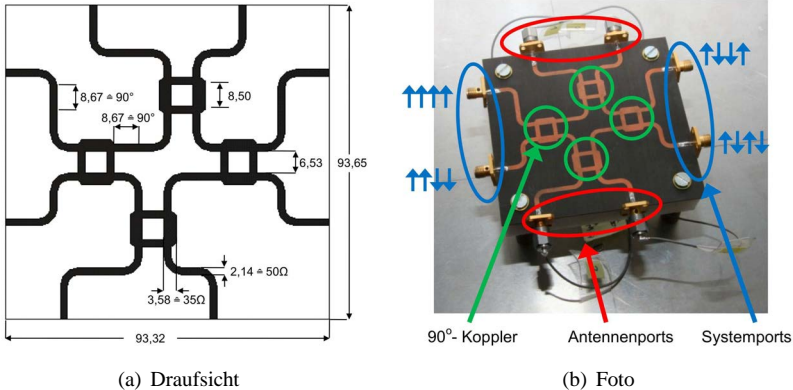 8,67 ≙ 90°
8,67 ≙ 90°
8,50
6,53
93,65
2,14 ≙ 50Ω
3,58 ≙ 35Ω
93,32
90°- Koppler
Antennenports
Systemports
(a) Draufsicht
(b) Foto